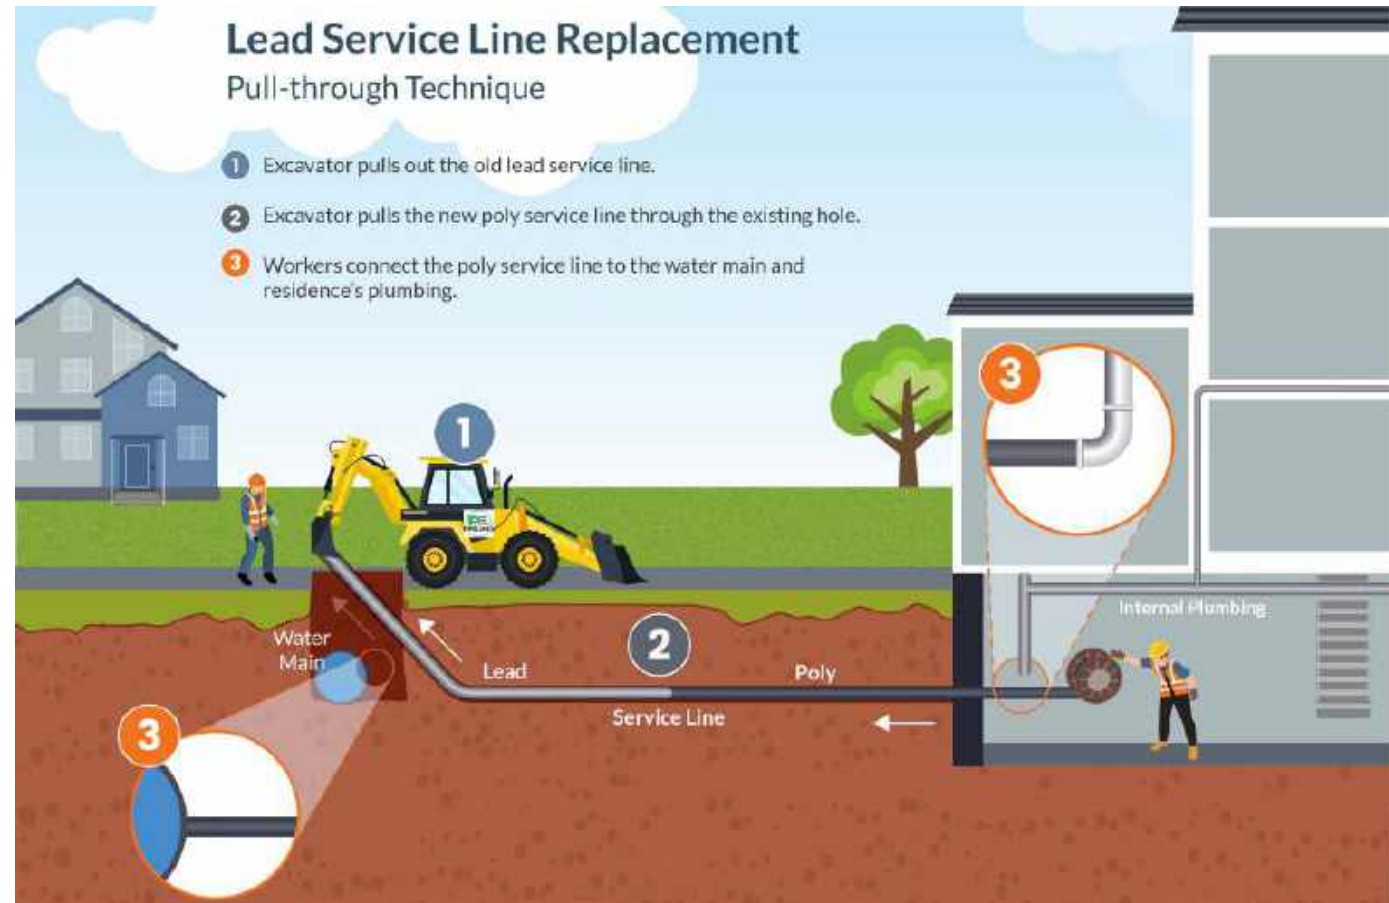 Lead Service Line Replacement
Pull-through Technique
1 Excavator pulls out the old lead service line.
2 Excavator pulls the new poly service line through the existing hole.
3 Workers connect the poly service line to the water main and
residence's plumbing.
3
1
Internal Plumbing
2
Water
Main
Lead
Poly
Service Line
3